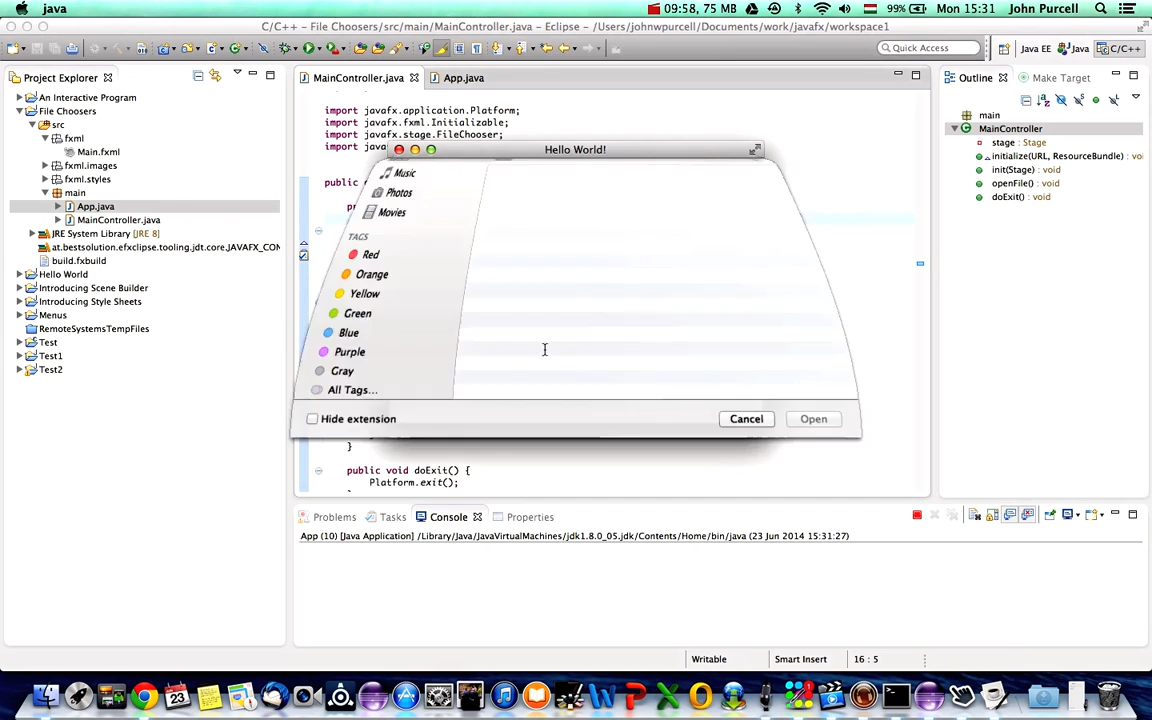 java
09:58, 75 MB
99%
Mon 15:31
John Purcell
C/C++ - File Choosers/src/main/MainController.java - Eclipse - /Users/johnwpurcell/Documents/work/javafx/workspace1
Quick Access
Java EE
Java
C/C++
Project Explorer
MainController.java
App.java
Outline
Make Target
An Interactive Program
File Choosers
src
fxml
Main.fxml
fxml.images
fxml.styles
main
App.java
MainController.java
JRE System Library [JRE 8]
at.bestsolution.efxclipse.tooling.jdt.core.JAVAFX_CON
build.fxbuild
Hello World
Introducing Scene Builder
Introducing Style Sheets
Menus
RemoteSystemsTempFiles
Test
Test1
Test2
import javafx.application.Platform;
import javafx.fxml.Initializable;
import javafx.stage.FileChooser;
import java
public
Hello World!
Music
Photos
Movies
TAGS
Red
Orange
Yellow
Green
Blue
Purple
Gray
All Tags...
Hide extension
Cancel
Open
}
public void doExit() {
Platform.exit();
main
MainController
stage : Stage
initialize(URL, ResourceBundle) : vo
init(Stage) : void
openFile() : void
doExit() : void
Problems
Tasks
Console
Properties
App (10) [Java Application] /Library/Java/JavaVirtualMachines/jdk1.8.0_05.jdk/Contents/Home/bin/java (23 Jun 2014 15:31:27)
Writable
Smart Insert
16 : 5